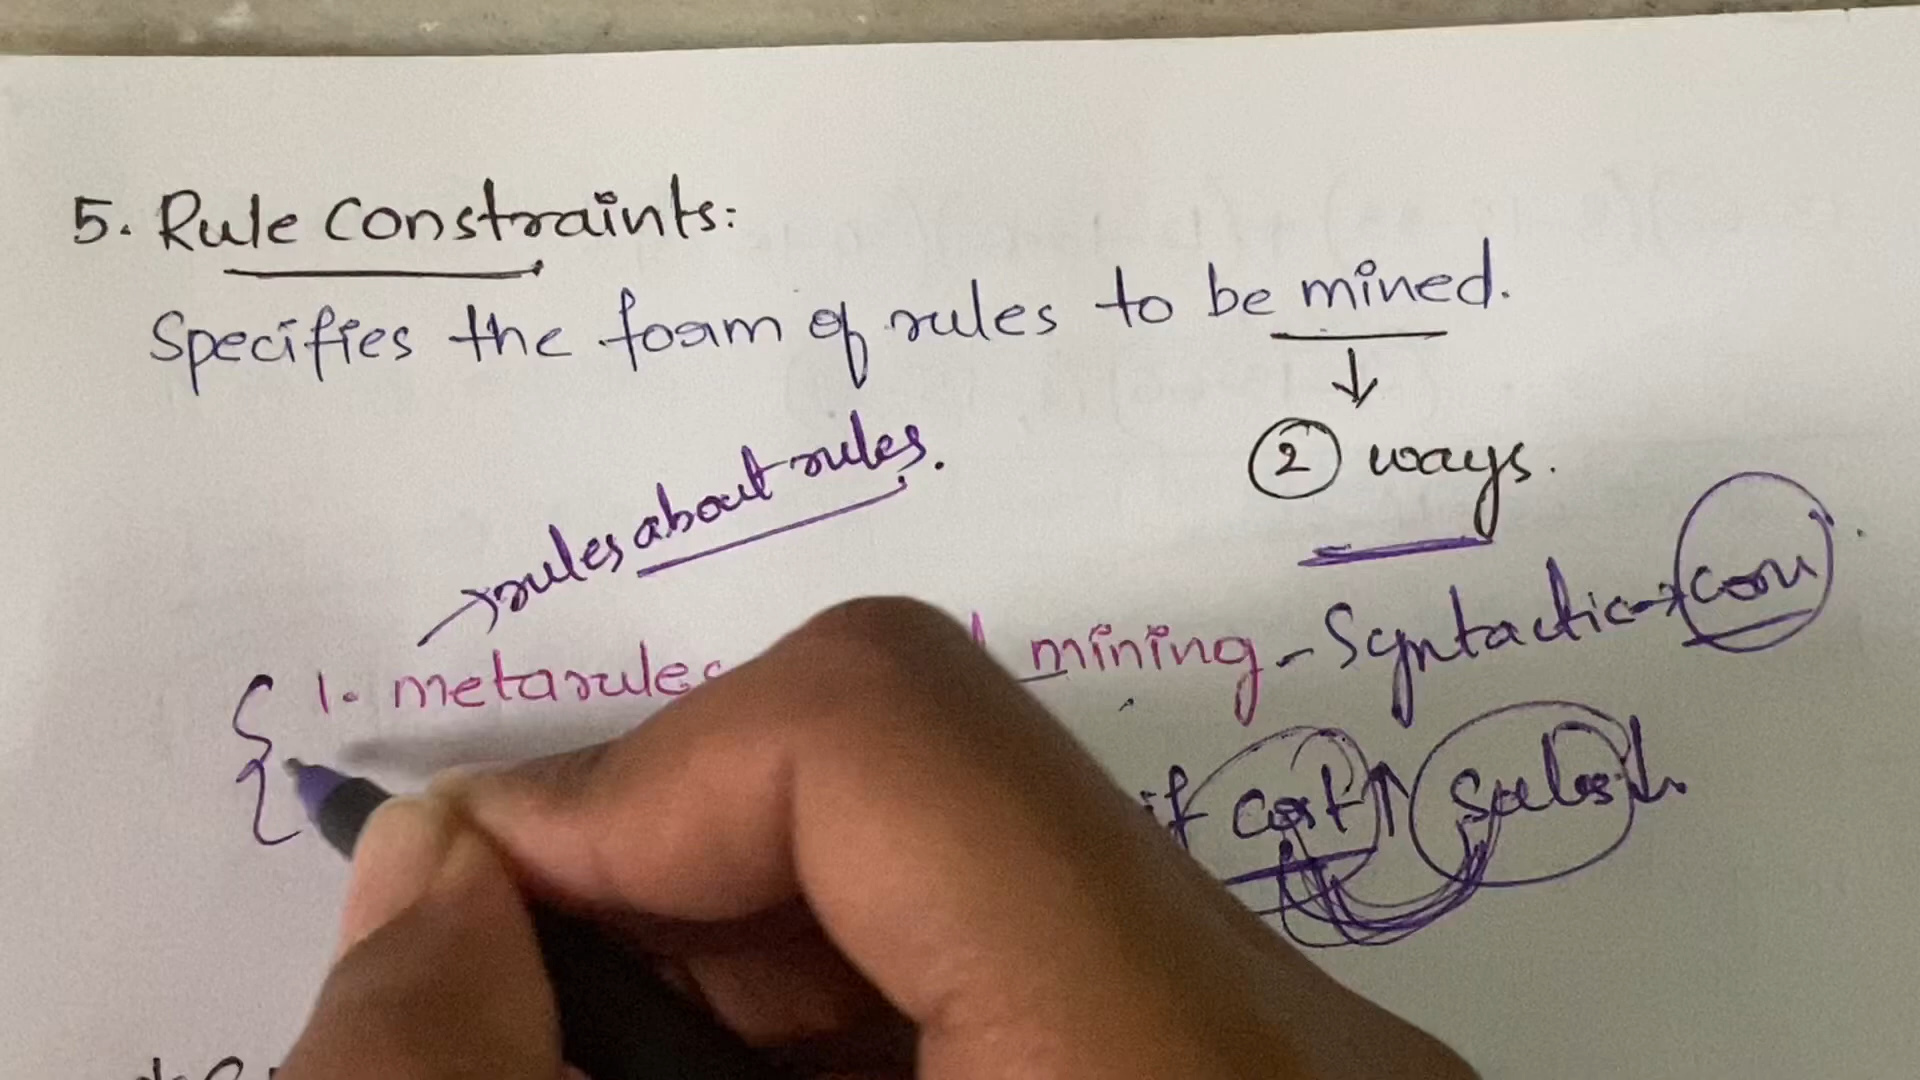 5. Rule constraints:
Specifies the form of rules to be mined.
↓
2 ways.
→ rules about rules.
1. metarules mining - Syntactic → con
if cost ↑ sales ↓.